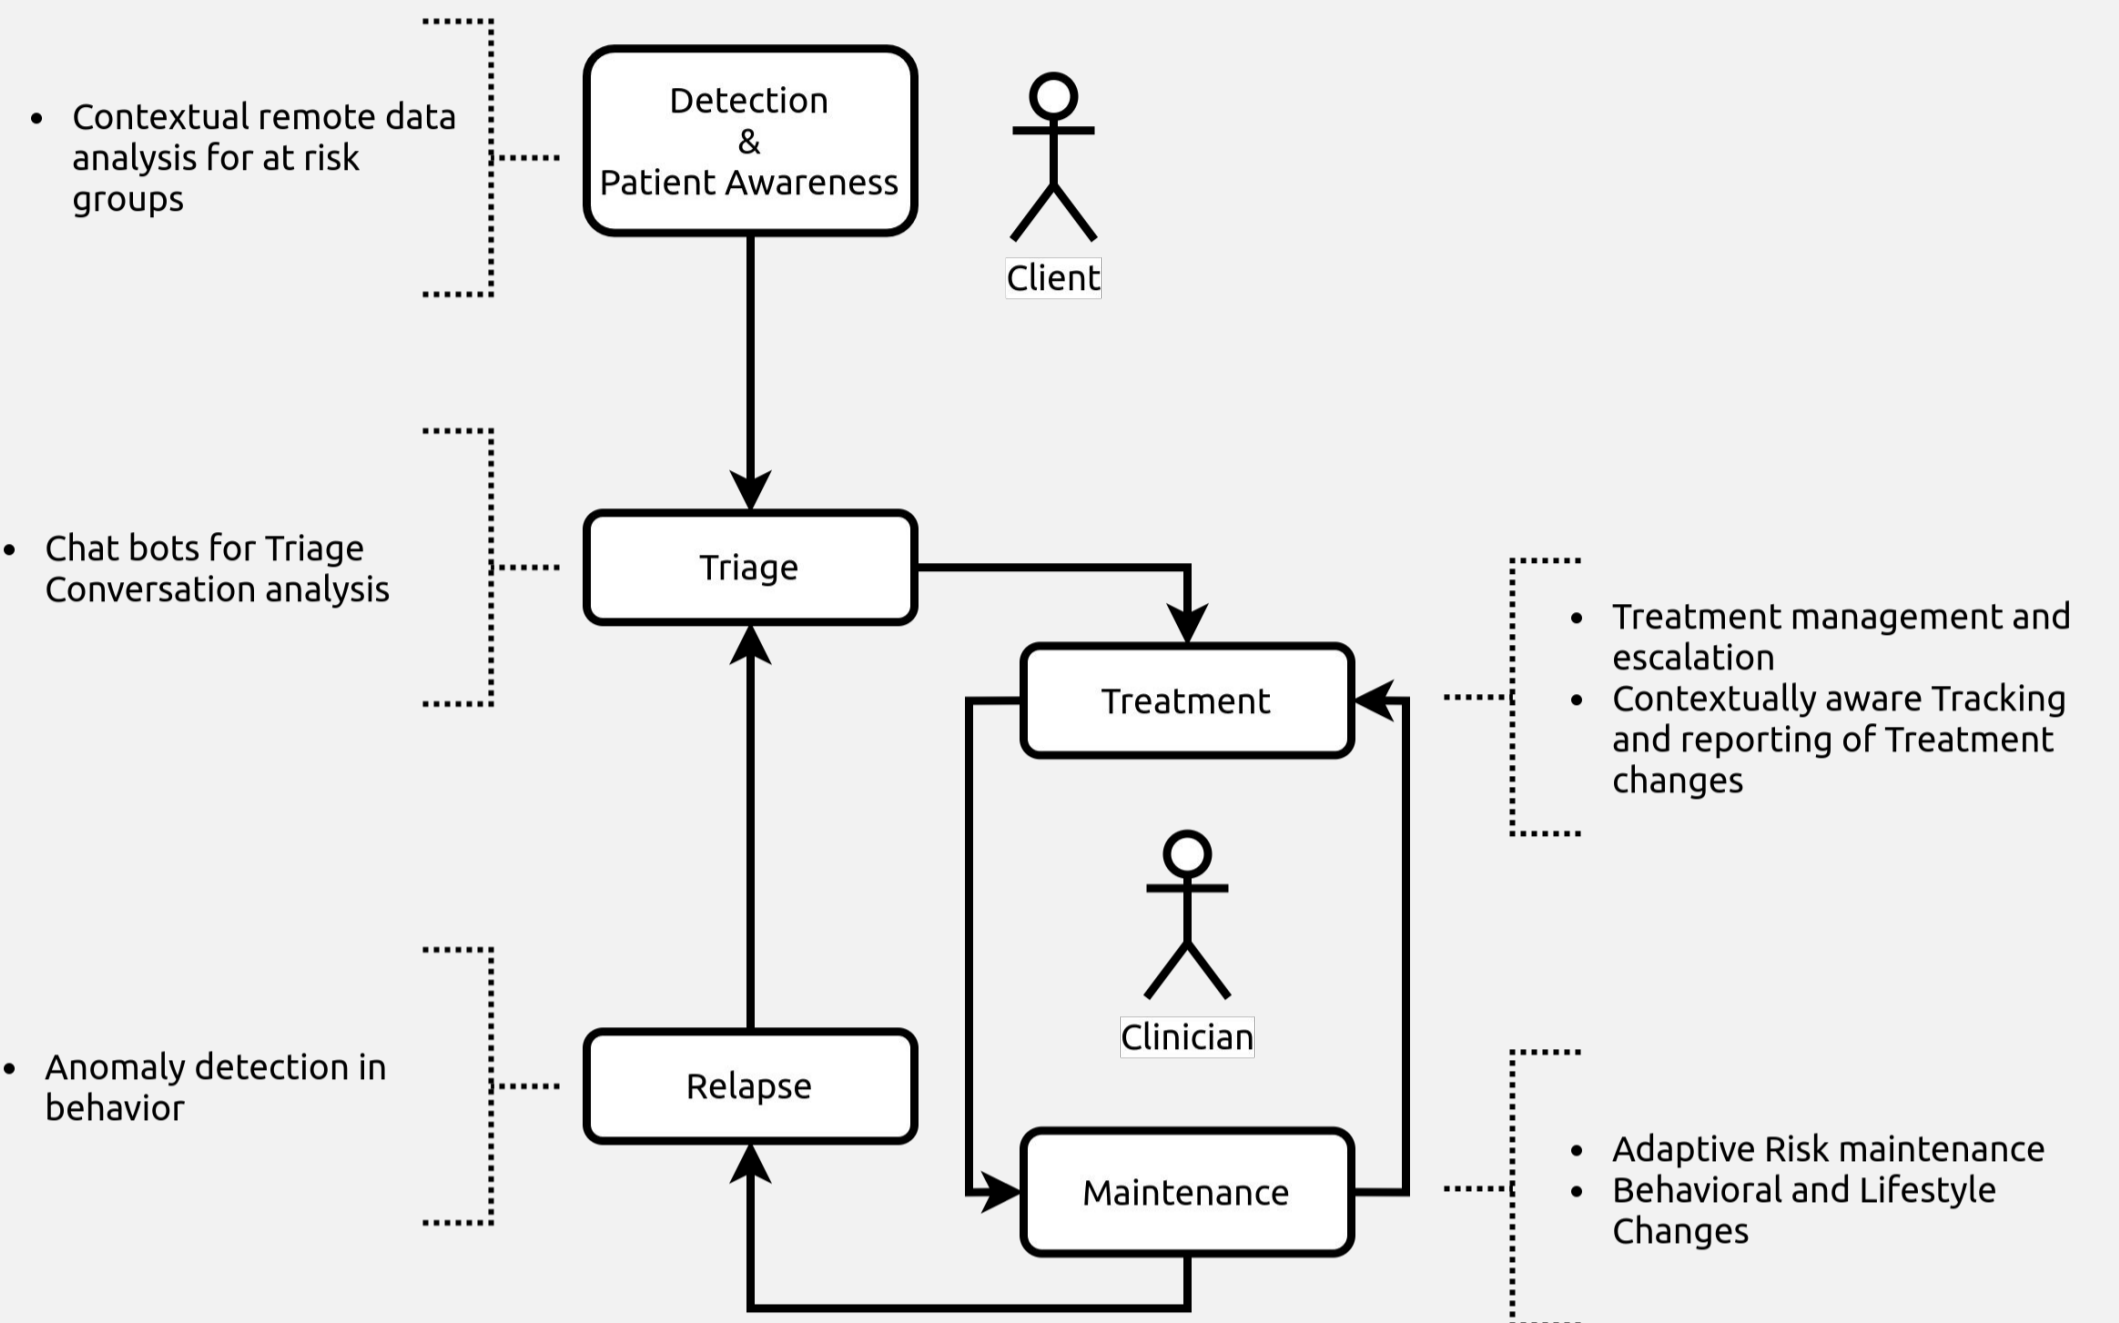 Detection
&
Patient Awareness
• Contextual remote data
analysis for at risk
groups
Client
• Chat bots for Triage
Conversation analysis
Triage
Treatment
• Treatment management and
escalation
• Contextually aware Tracking
and reporting of Treatment
changes
Clinician
• Anomaly detection in
behavior
Relapse
Maintenance
• Adaptive Risk maintenance
• Behavioral and Lifestyle
Changes